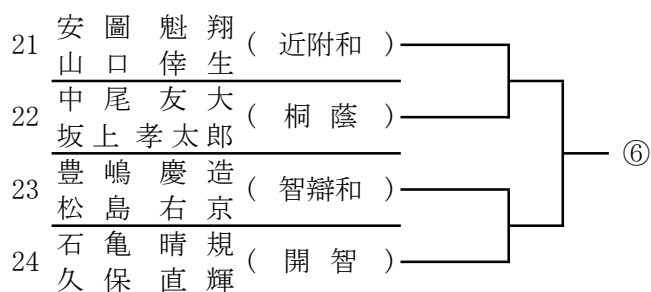 安圖魁翔
21 (近附和)
山口倖生
中尾友大
22 (桐蔭)
坂上孝太郎
豊嶋慶造
23 (智辯和)
松島右京
石亀晴規
24 (開智)
久保直輝
⑥